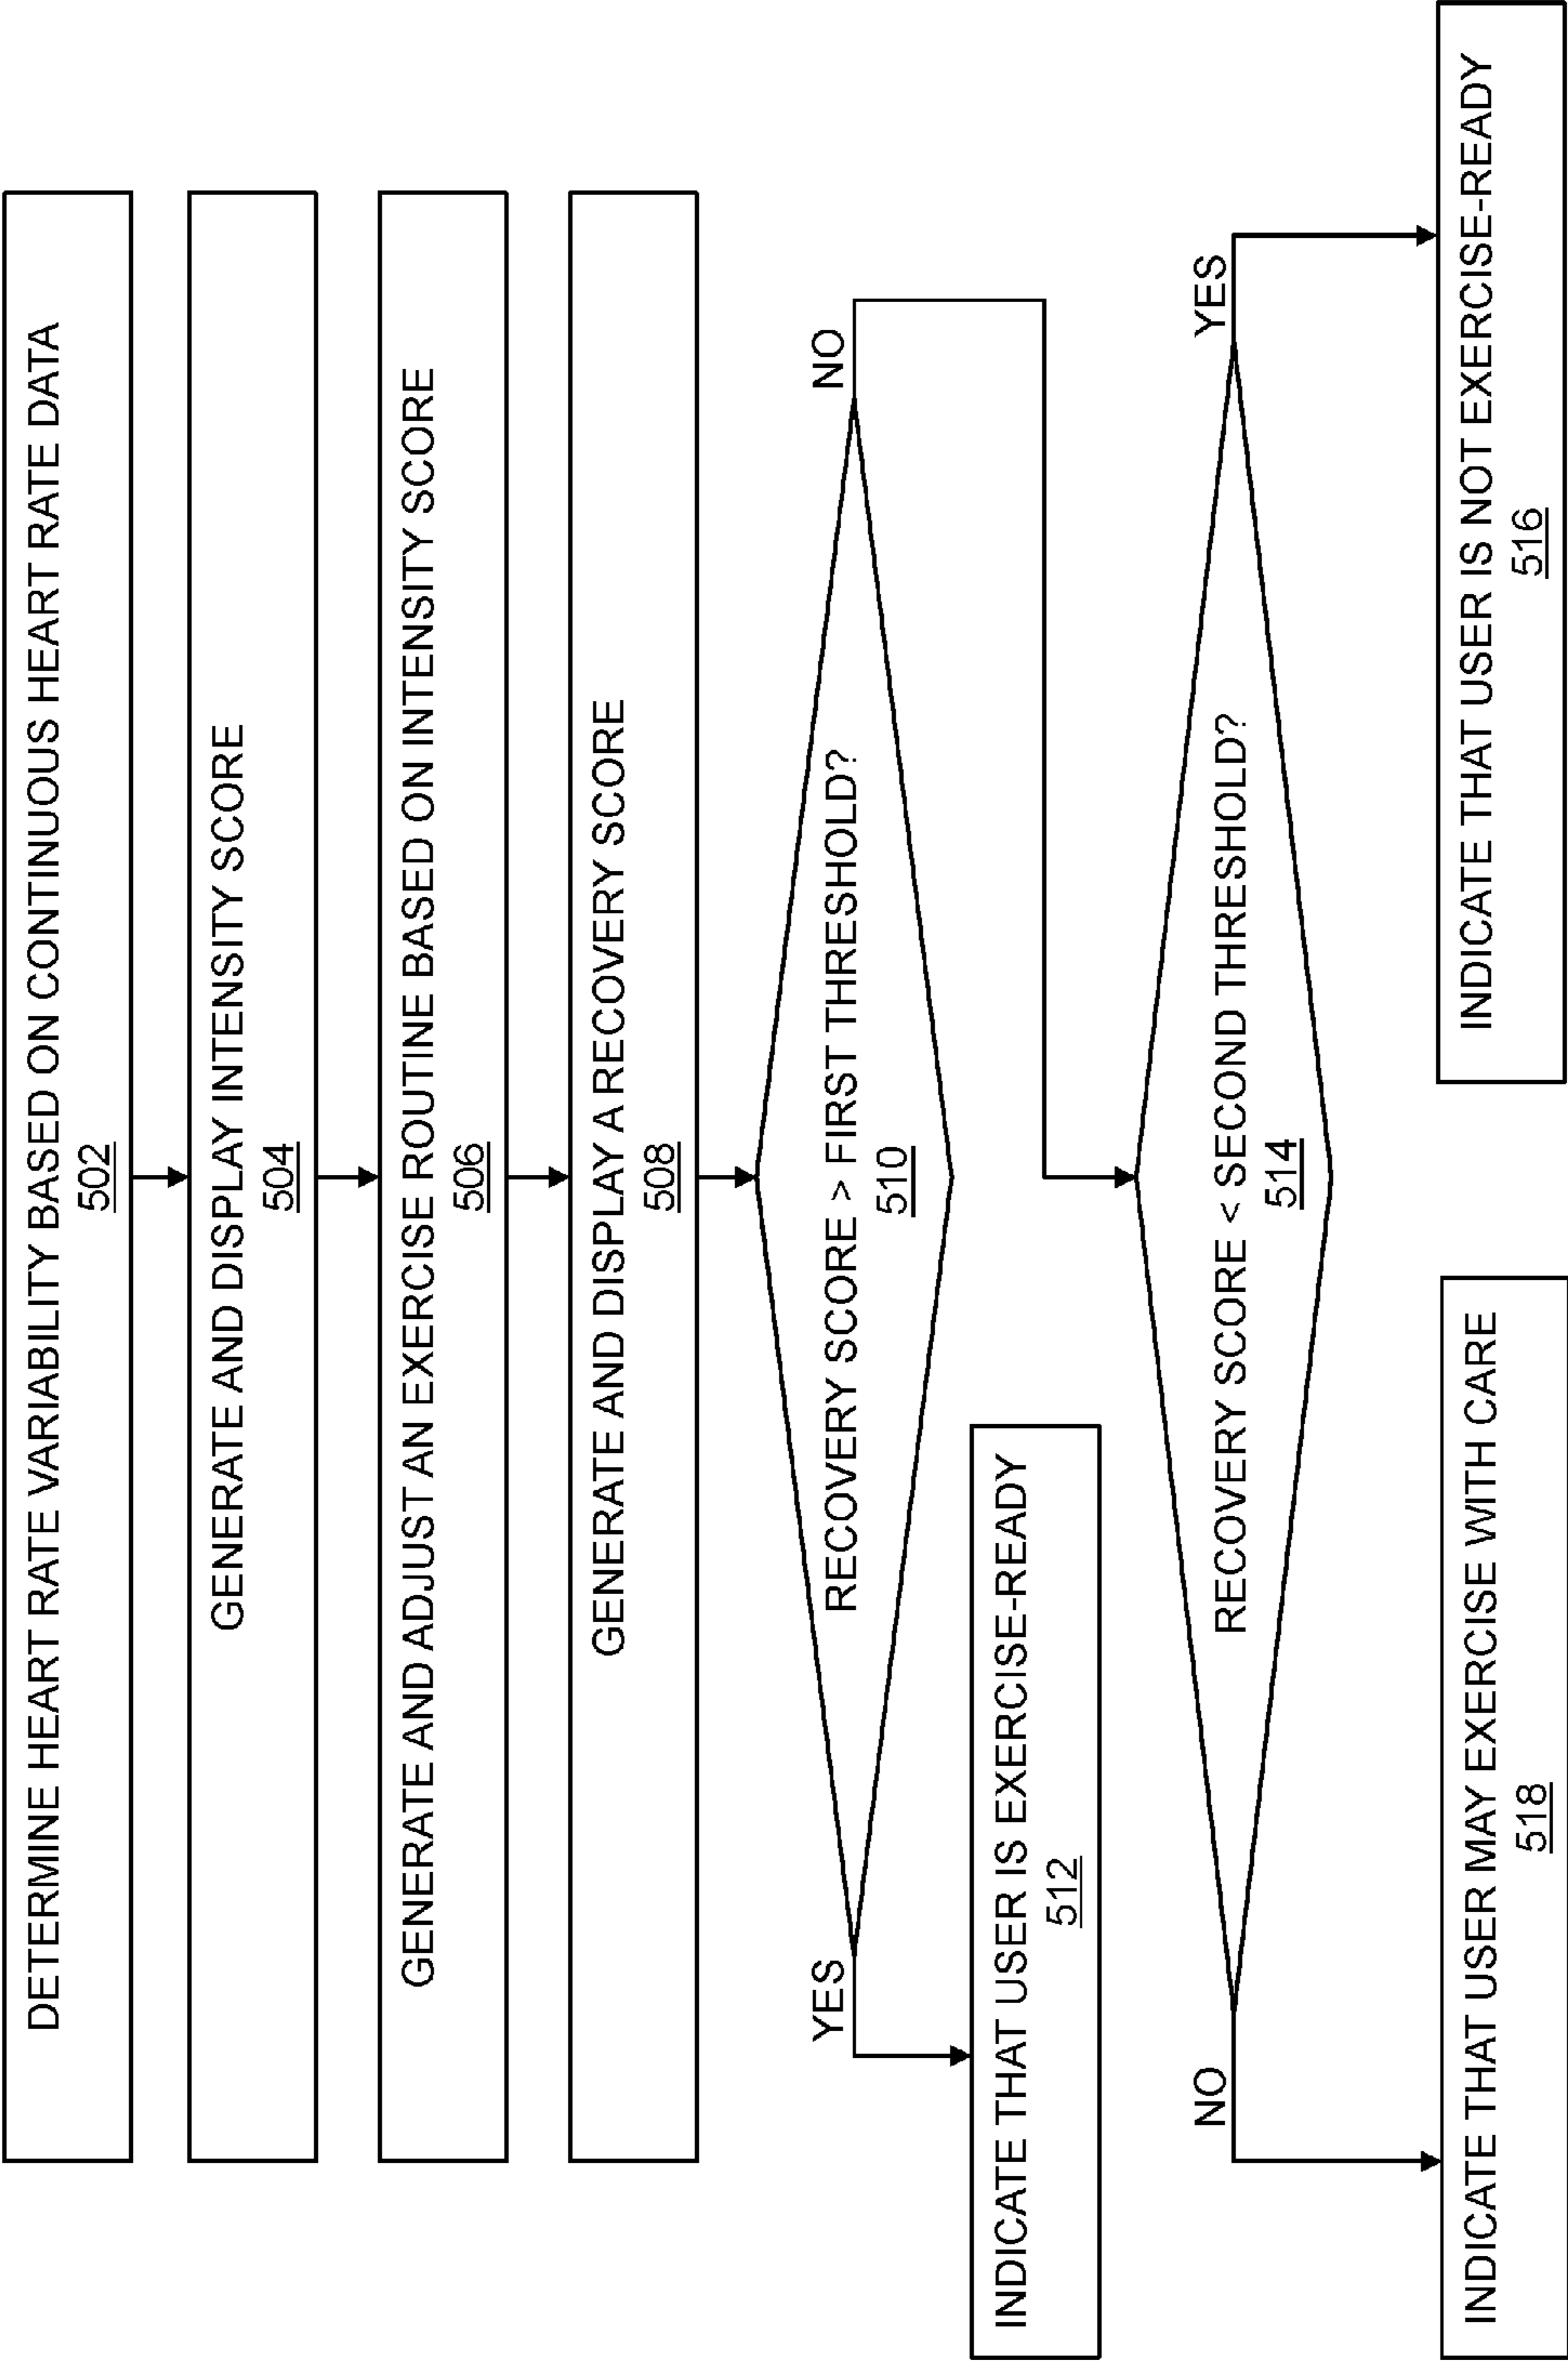 DETERMINE HEART RATE VARIABILITY BASED ON CONTINUOUS HEART RATE DATA
502
GENERATE AND DISPLAY INTENSITY SCORE
504
GENERATE AND ADJUST AN EXERCISE ROUTINE BASED ON INTENSITY SCORE
506
GENERATE AND DISPLAY A RECOVERY SCORE
508
YES
RECOVERY SCORE > FIRST THRESHOLD?
510
NO
INDICATE THAT USER IS EXERCISE-READY
512
NO
RECOVERY SCORE < SECOND THRESHOLD?
514
YES
INDICATE THAT USER MAY EXERCISE WITH CARE
518
INDICATE THAT USER IS NOT EXERCISE-READY
516